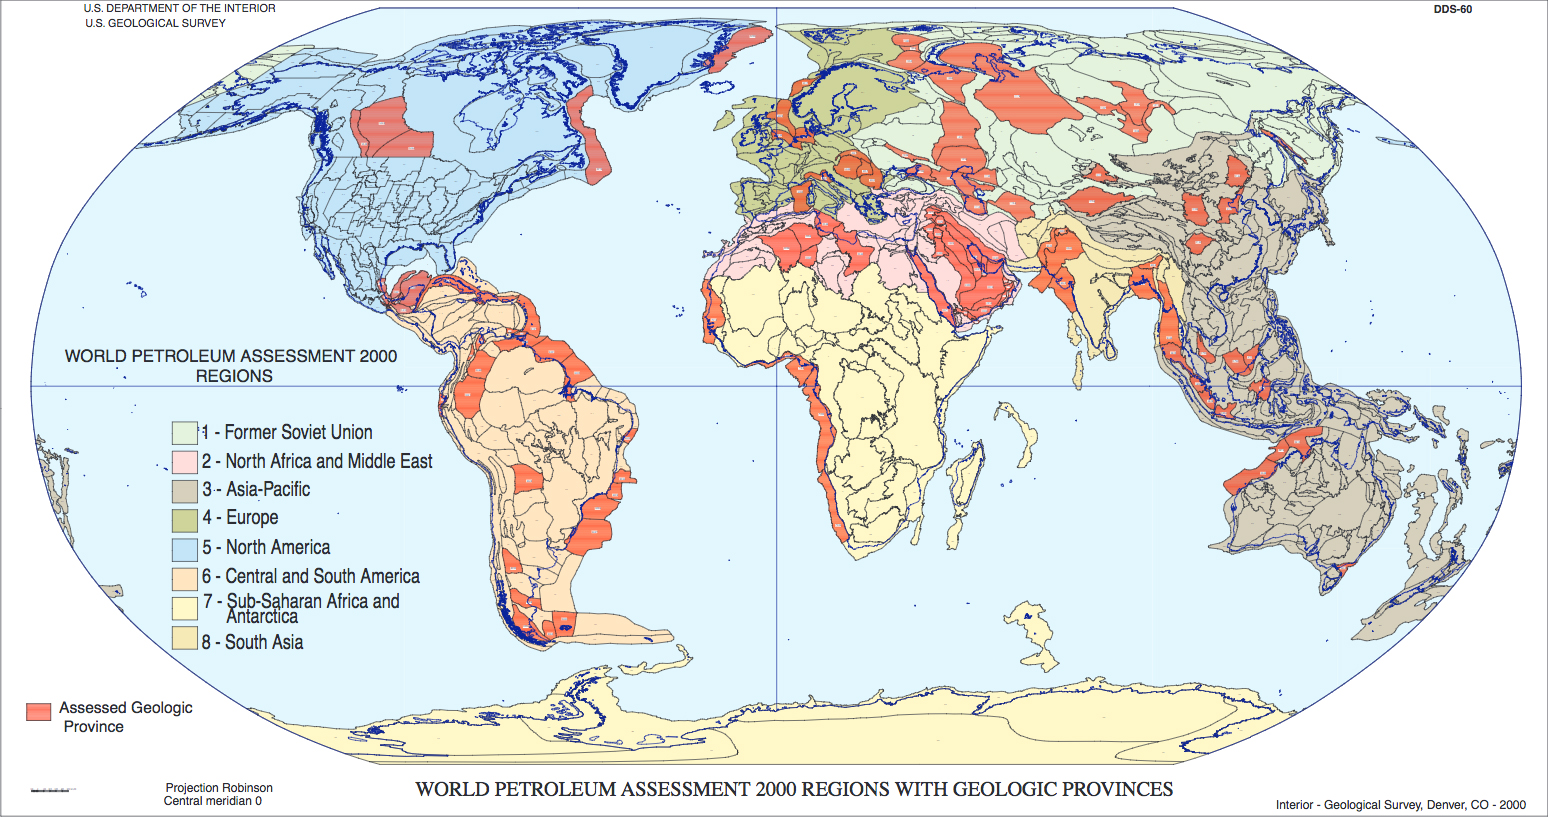 U.S. DEPARTMENT OF THE INTERIOR
U.S. GEOLOGICAL SURVEY
DDS-60
WORLD PETROLEUM ASSESSMENT 2000
REGIONS
1 - Former Soviet Union
2 - North Africa and Middle East
3 - Asia-Pacific
4 - Europe
5 - North America
6 - Central and South America
7 - Sub-Saharan Africa and
Antarctica
8 - South Asia
Assessed Geologic
Province
Projection Robinson
Central meridian 0
WORLD PETROLEUM ASSESSMENT 2000 REGIONS WITH GEOLOGIC PROVINCES
Interior - Geological Survey, Denver, CO - 2000